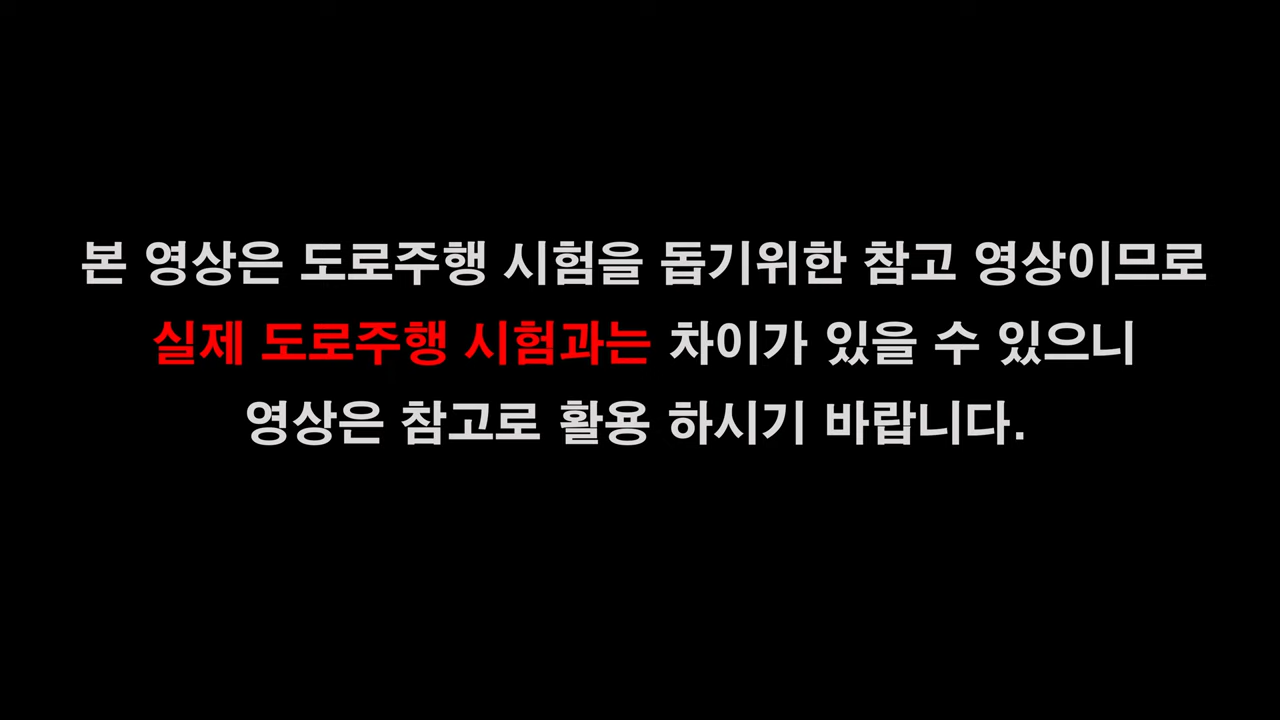 본 영상은 도로주행 시험을 돕기위한 참고 영상이므로
실제 도로주행 시험과는 차이가 있을 수 있으니
영상은 참고로 활용 하시기 바랍니다.